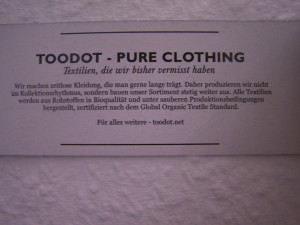 TOODOT - PURE CLOTHING
Textilien, die wir bisher vermisst haben
Wir machen zeitlose Kleidung, die man gerne lange trägt. Daher produzieren wir nicht
im Kollektionsrhythmus, sondern bauen unser Sortiment stetig weiter aus. Alle Textilien
werden aus Rohstoffen in Bioqualität und unter sauberen Produktionsbedingungen
hergestellt, zertifiziert nach dem Global Organic Textile Standard.
Für alles weitere - toodot.net